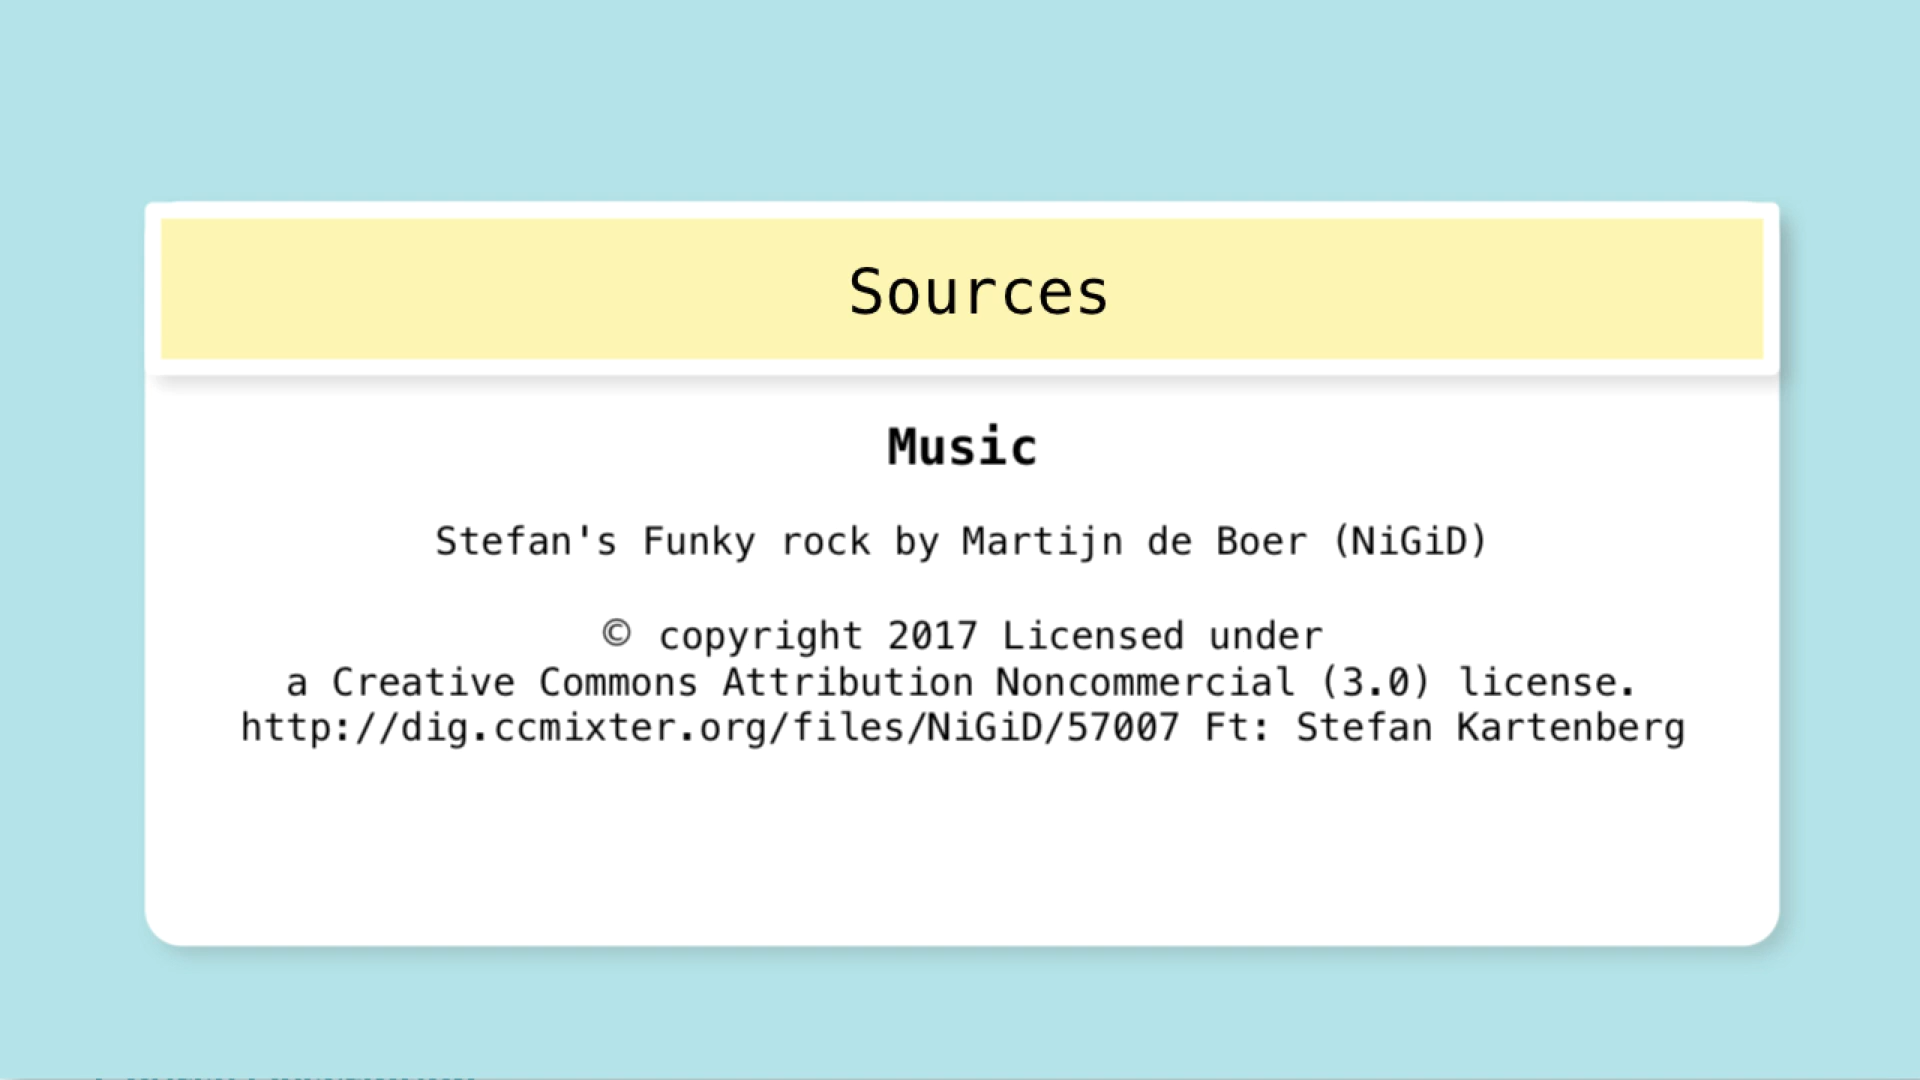 Sources
Music
Stefan's Funky rock by Martijn de Boer (NiGiD)
© copyright 2017 Licensed under
a Creative Commons Attribution Noncommercial (3.0) license.
http://dig.ccmixter.org/files/NiGiD/57007 Ft: Stefan Kartenberg